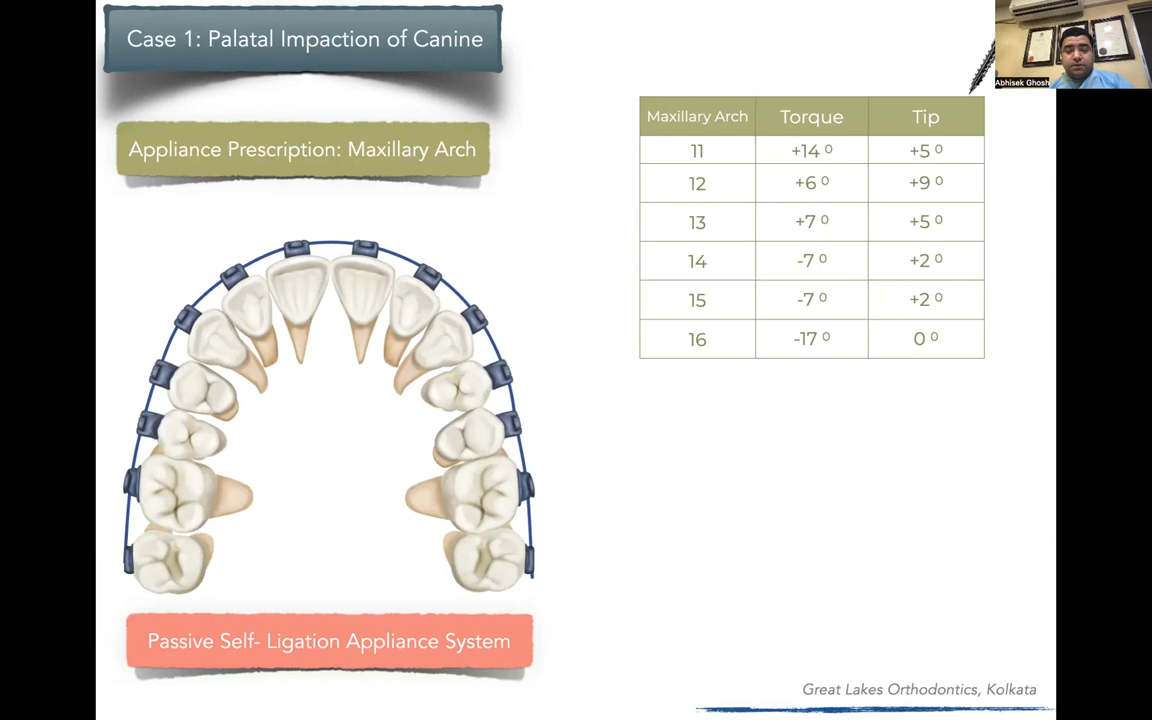 Case 1: Palatal Impaction of Canine
Abhisek Ghosh
Appliance Prescription: Maxillary Arch
Maxillary Arch Torque Tip
11 +14 ⁰ +5 ⁰
12 +6 ⁰ +9 ⁰
13 +7 ⁰ +5 ⁰
14 -7 ⁰ +2 ⁰
15 -7 ⁰ +2 ⁰
16 -17 ⁰ 0 ⁰
Passive Self- Ligation Appliance System
Great Lakes Orthodontics, Kolkata